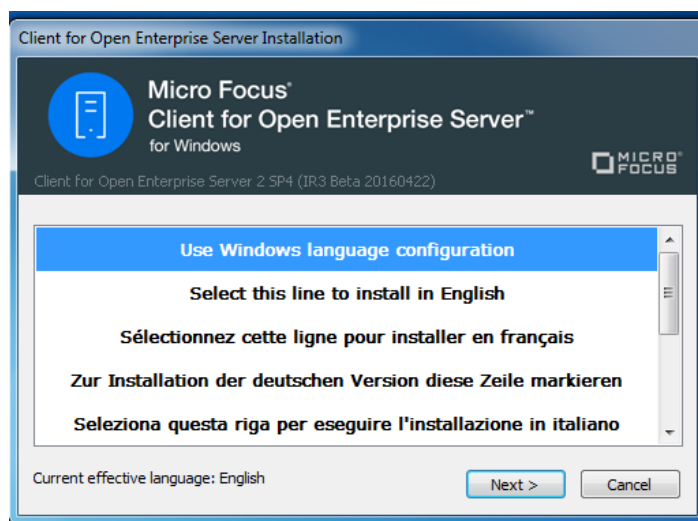 Client for Open Enterprise Server Installation
Micro Focus®
Client for Open Enterprise Server™
for Windows
MICRO®
FOCUS
Client for Open Enterprise Server 2 SP4 (IR3 Beta 20160422)
Use Windows language configuration
Select this line to install in English
Sélectionnez cette ligne pour installer en français
Zur Installation der deutschen Version diese Zeile markieren
Seleziona questa riga per eseguire l'installazione in italiano
Current effective language: English
Next >
Cancel